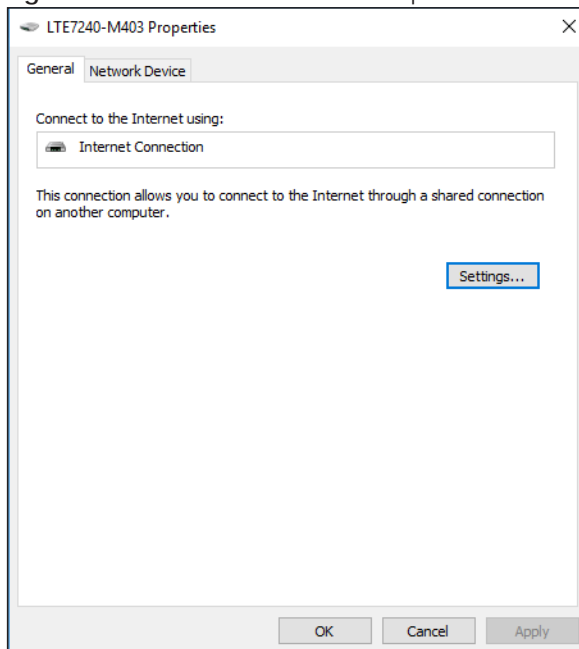 LTE7240-M403 Properties
General Network Device
Connect to the Internet using:
Internet Connection
This connection allows you to connect to the Internet through a shared connection
on another computer.
Settings...
OK Cancel Apply